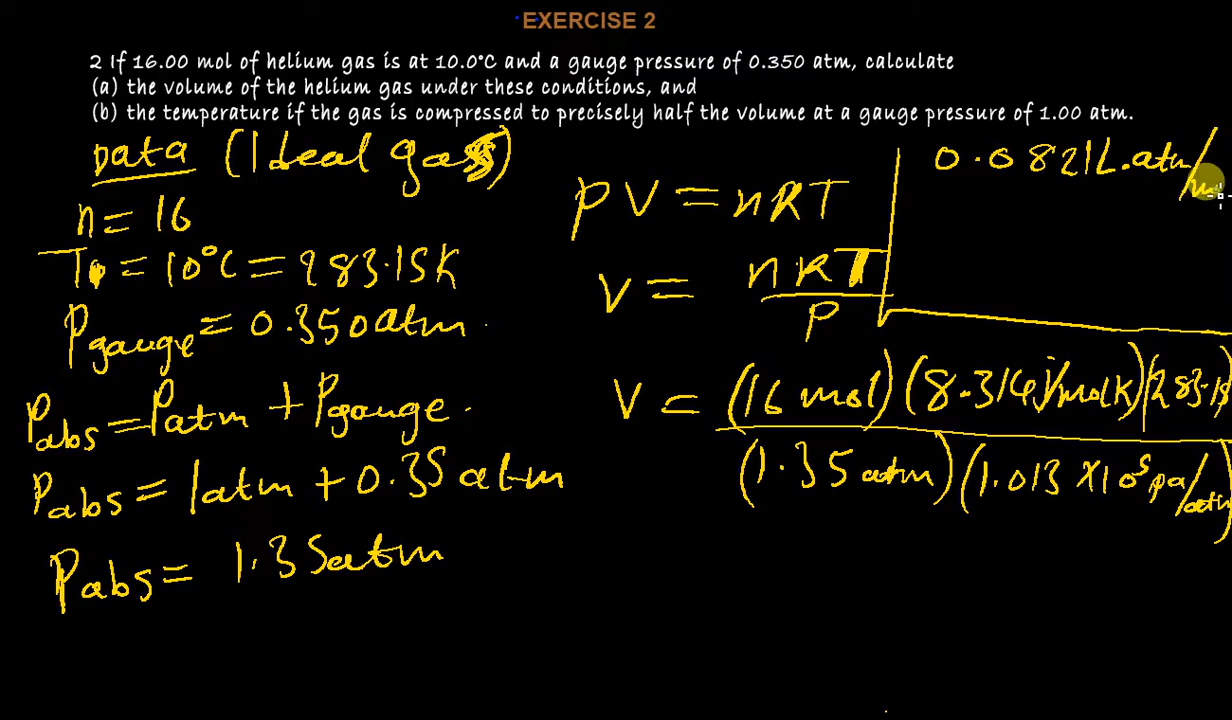 EXERCISE 2
2 If 16.00 mol of helium gas is at 10.0°C and a gauge pressure of 0.350 atm, calculate
(a) the volume of the helium gas under these conditions, and
(b) the temperature if the gas is compressed to precisely half the volume at a gauge pressure of 1.00 atm.
Data (Ideal gas)
n = 16
T = 10°C = 283.15K
Pgauge = 0.350atm
Pabs = Patm + Pgauge.
Pabs = 1atm + 0.35 atm
Pabs = 1.35atm
PV = nRT
V = nRT
P
0.0821L.atm/
V = (16 mol)(8.314J/molK)(283.15
(1.35 atm)(1.013 × 10⁵ pa/atm)